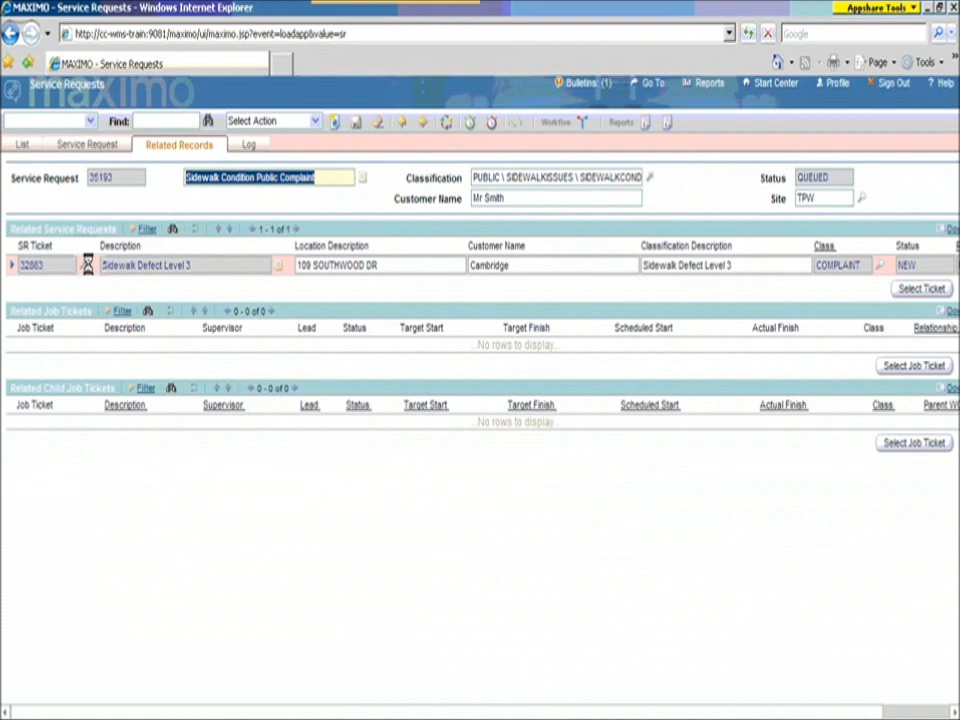 MAXIMO - Service Requests - Windows Internet Explorer
Appshare Tools
http://cc-wms-train:9081/maximo/ui/maximo.jsp?event=loadapp&value=sr
Google
MAXIMO - Service Requests
Page
Tools
Service Requests
maximo
Bulletins: (1)
Go To
Reports
Start Center
Profile
Sign Out
? Help
Find:
Select Action
Workflow
Reports
List
Service Request
Related Records
Log
Service Request
35193
Sidewalk Condition Public Complaint
Classification
PUBLIC \ SIDEWALKISSUES \ SIDEWALKCOND
Status
QUEUED
Customer Name
Mr Smith
Site
TPW
Related Service Requests
Filter
1 - 1 of 1
SR Ticket
Description
Location Description
Customer Name
Classification Description
Class
Status
Sidewalk Defect Level 3
109 SOUTHWOOD DR
Cambridge
Sidewalk Defect Level 3
COMPLAINT
NEW
Select Ticket
Related Job Tickets
Filter
0 - 0 of 0
Job Ticket
Description
Supervisor
Lead
Status
Target Start
Target Finish
Scheduled Start
Actual Finish
Class
Relationship
...No rows to display...
Select Job Ticket
Related Child Job Tickets
Filter
0 - 0 of 0
Job Ticket
Description
Supervisor
Lead
Status
Target Start
Target Finish
Scheduled Start
Actual Finish
Class
Parent WO
...No rows to display...
Select Job Ticket